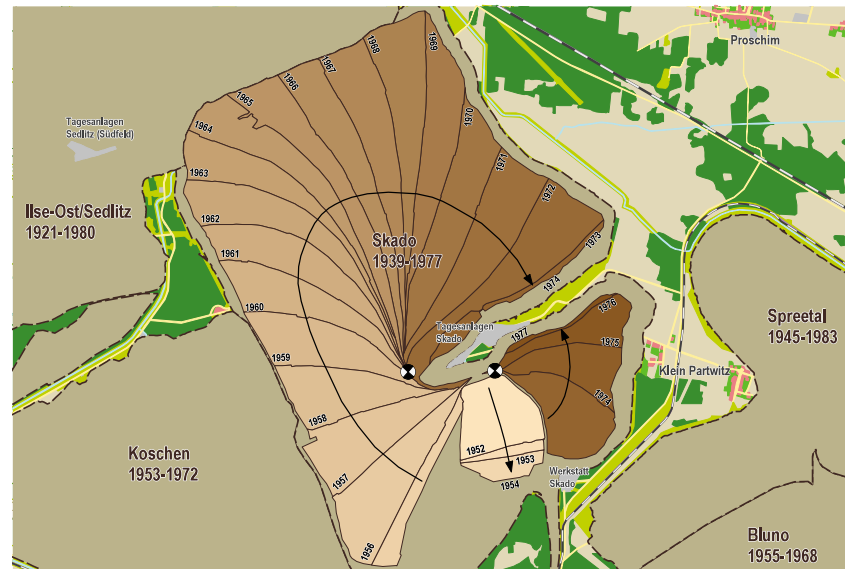 Proschim
Tagesanlagen
Sedlitz (Südfeld)
Ilse-Ost/Sedlitz
1921-1980
1969
1968
1967
1966
1965
1964
1963
1962
1961
1960
1959
1958
1957
1956
1970
1971
1972
1973
1974
Skado
1939-1977
Tagesanlagen
Skado
1977
1976
1975
1974
Spreetal
1945-1983
Klein Partwitz
Koschen
1953-1972
1952
1953
1954
Werkstatt
Skado
Bluno
1955-1968